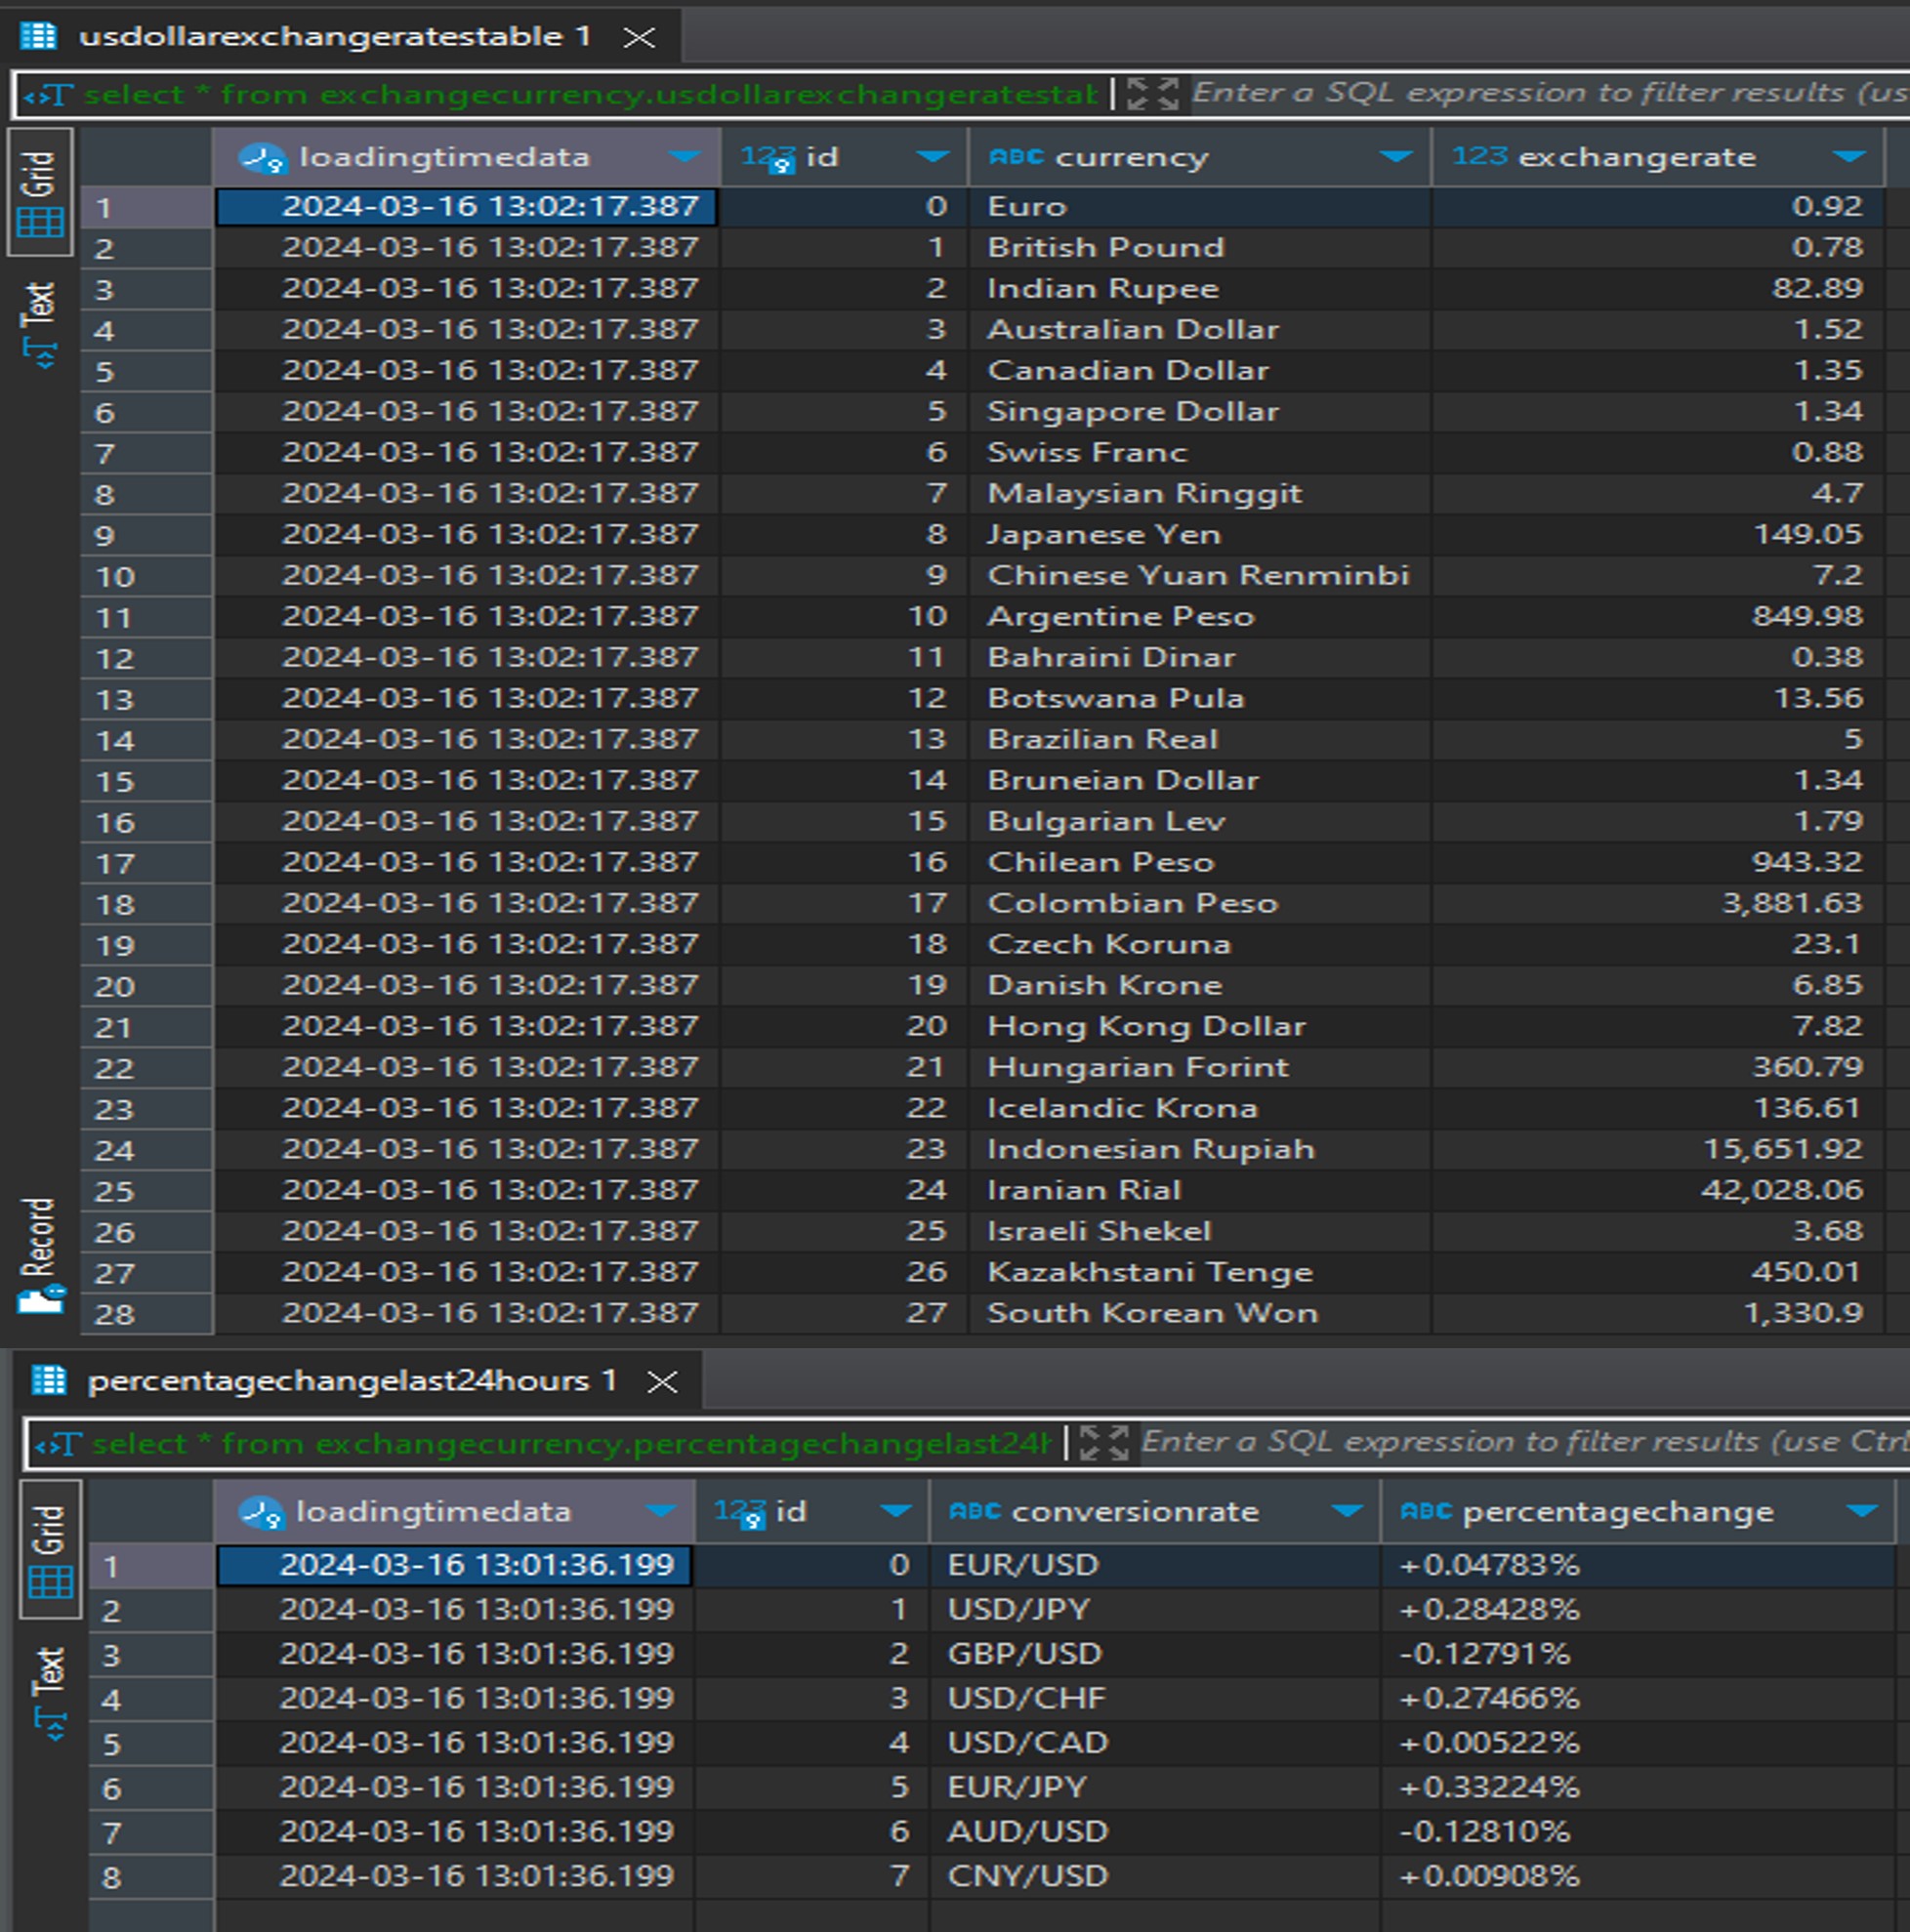 usdollarexchangeratestable 1
select * from exchangecurrency.usdollarexchangeratestab Enter a SQL expression to filter results (us
Grid
Text
Record
loadingtimedata 123 id ABC currency 123 exchangerate
1 2024-03-16 13:02:17.387 0 Euro 0.92
2 2024-03-16 13:02:17.387 1 British Pound 0.78
3 2024-03-16 13:02:17.387 2 Indian Rupee 82.89
4 2024-03-16 13:02:17.387 3 Australian Dollar 1.52
5 2024-03-16 13:02:17.387 4 Canadian Dollar 1.35
6 2024-03-16 13:02:17.387 5 Singapore Dollar 1.34
7 2024-03-16 13:02:17.387 6 Swiss Franc 0.88
8 2024-03-16 13:02:17.387 7 Malaysian Ringgit 4.7
9 2024-03-16 13:02:17.387 8 Japanese Yen 149.05
10 2024-03-16 13:02:17.387 9 Chinese Yuan Renminbi 7.2
11 2024-03-16 13:02:17.387 10 Argentine Peso 849.98
12 2024-03-16 13:02:17.387 11 Bahraini Dinar 0.38
13 2024-03-16 13:02:17.387 12 Botswana Pula 13.56
14 2024-03-16 13:02:17.387 13 Brazilian Real 5
15 2024-03-16 13:02:17.387 14 Bruneian Dollar 1.34
16 2024-03-16 13:02:17.387 15 Bulgarian Lev 1.79
17 2024-03-16 13:02:17.387 16 Chilean Peso 943.32
18 2024-03-16 13:02:17.387 17 Colombian Peso 3,881.63
19 2024-03-16 13:02:17.387 18 Czech Koruna 23.1
20 2024-03-16 13:02:17.387 19 Danish Krone 6.85
21 2024-03-16 13:02:17.387 20 Hong Kong Dollar 7.82
22 2024-03-16 13:02:17.387 21 Hungarian Forint 360.79
23 2024-03-16 13:02:17.387 22 Icelandic Krona 136.61
24 2024-03-16 13:02:17.387 23 Indonesian Rupiah 15,651.92
25 2024-03-16 13:02:17.387 24 Iranian Rial 42,028.06
26 2024-03-16 13:02:17.387 25 Israeli Shekel 3.68
27 2024-03-16 13:02:17.387 26 Kazakhstani Tenge 450.01
28 2024-03-16 13:02:17.387 27 South Korean Won 1,330.9
percentagechangelast24hours 1
select * from exchangecurrency.percentagechangelast24h Enter a SQL expression to filter results (use Ctrl
Grid
Text
loadingtimedata 123 id ABC conversionrate ABC percentagechange
1 2024-03-16 13:01:36.199 0 EUR/USD +0.04783%
2 2024-03-16 13:01:36.199 1 USD/JPY +0.28428%
3 2024-03-16 13:01:36.199 2 GBP/USD -0.12791%
4 2024-03-16 13:01:36.199 3 USD/CHF +0.27466%
5 2024-03-16 13:01:36.199 4 USD/CAD +0.00522%
6 2024-03-16 13:01:36.199 5 EUR/JPY +0.33224%
7 2024-03-16 13:01:36.199 6 AUD/USD -0.12810%
8 2024-03-16 13:01:36.199 7 CNY/USD +0.00908%